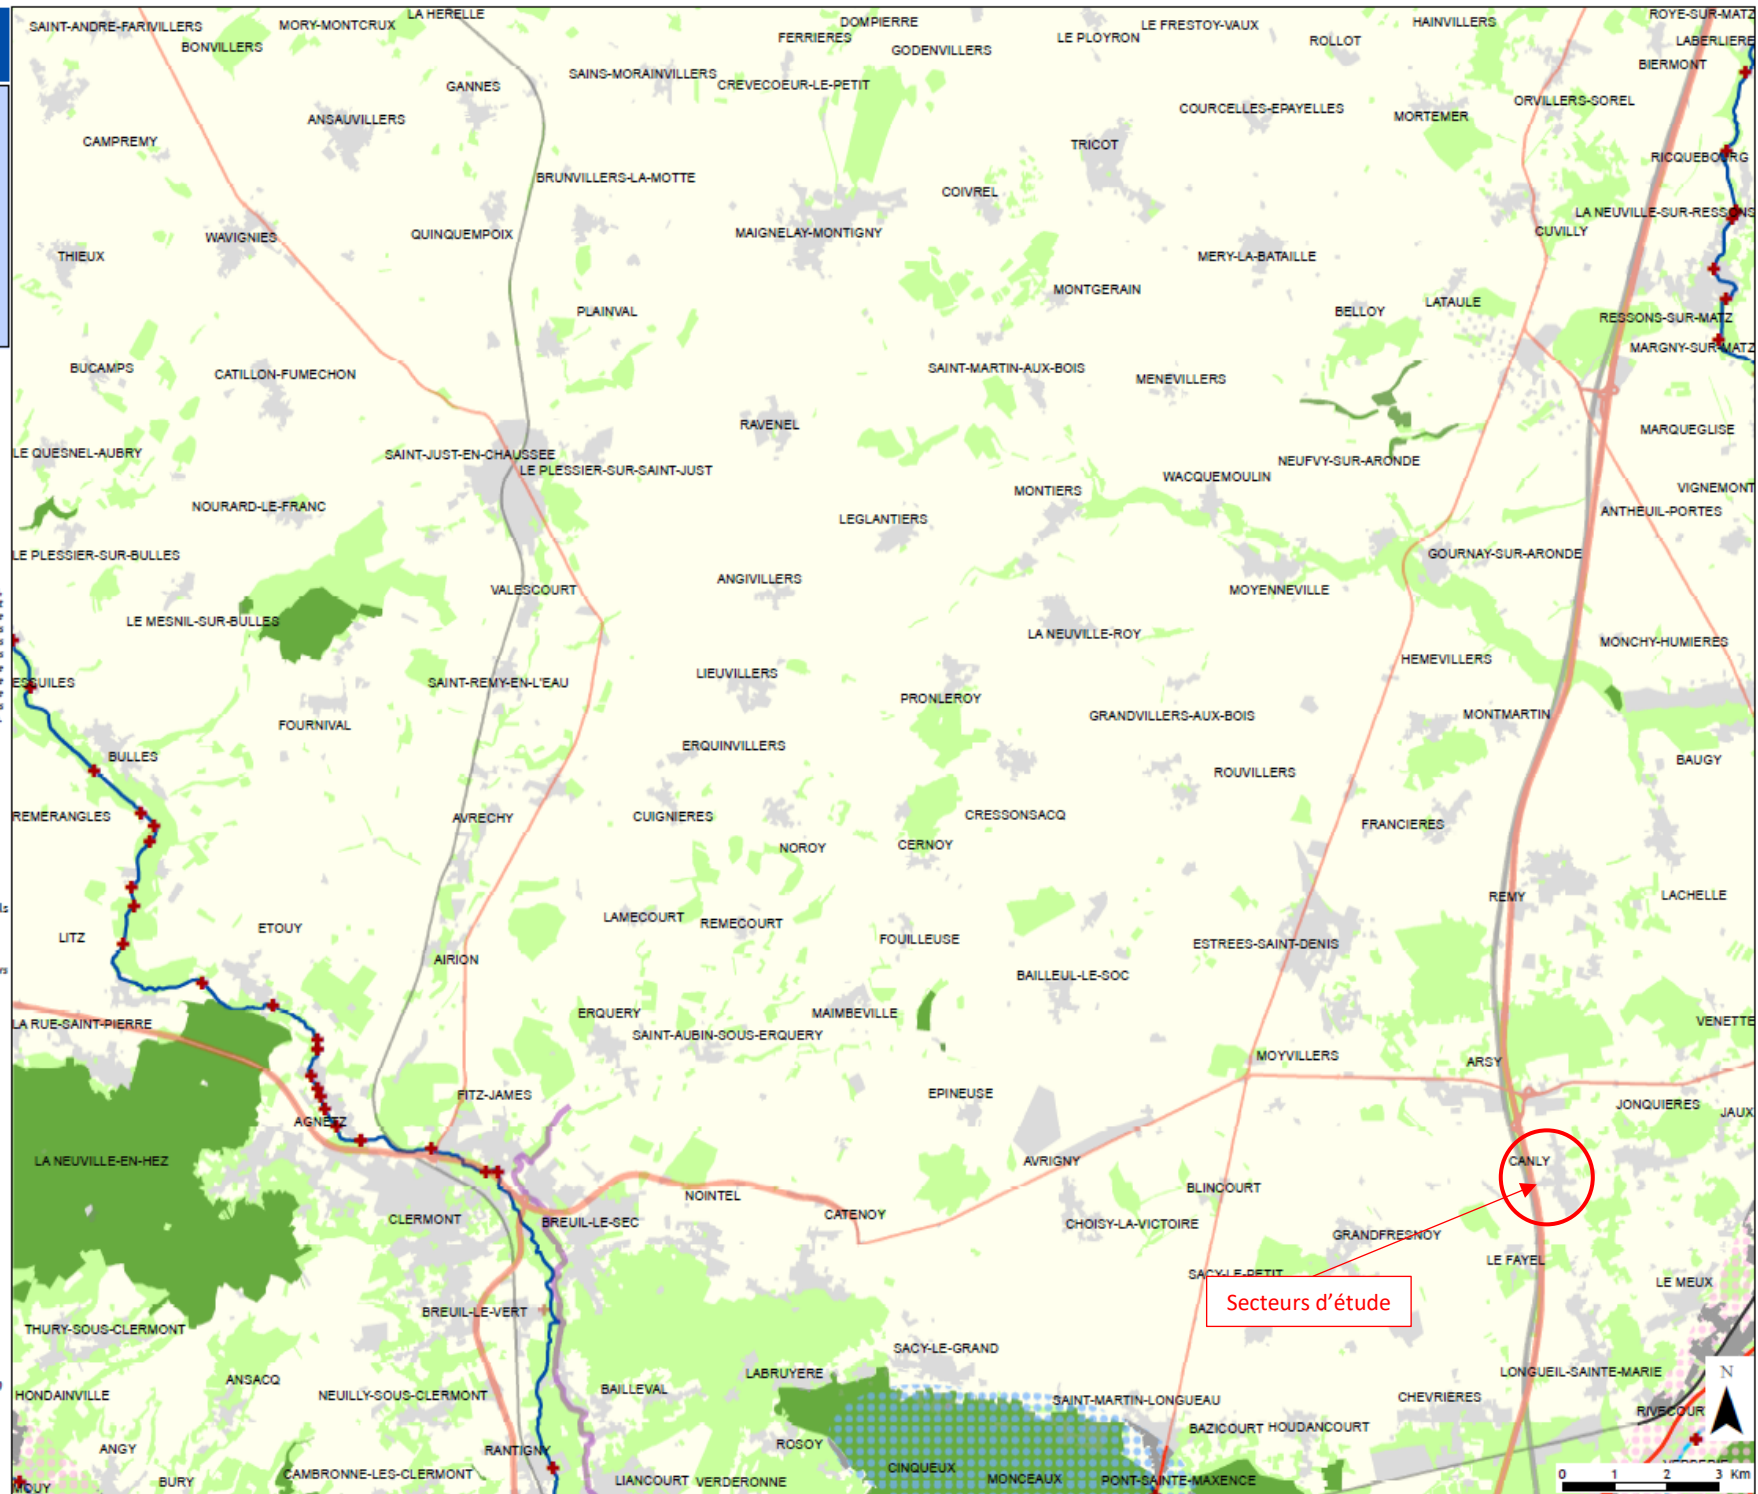 LA HERELLE
SAINT-ANDRE-FARIVILLERS
MORY-MONTCRUX
DOMPIERRE
LE FRESTOY-VAUX
HAINVILLERS
ROYE-SUR-MATZ
BONVILLERS
FERRIERES
GODENVILLERS
LE PLOYRON
ROLLOT
LABERLIERE
BIERMONT
GANNES
SAINS-MORAINVILLERS
CREVECOEUR-LE-PETIT
ORVILLERS-SOREL
COURCELLES-EPAYELLES
MORTEMER
ANSAUVILLERS
CAMPREMY
TRICOT
RICQUEBOURG
BRUNVILLERS-LA-MOTTE
COIVREL
LA NEUVILLE-SUR-RESSONS
WAVIGNIES
QUINQUEMPOIX
MAIGNELAY-MONTIGNY
CUVILLY
THIEUX
MERY-LA-BATAILLE
MONTGERAIN
PLAINVAL
BELLOY
LATAULE
RESSONS-SUR-MATZ
MARGNY-SUR-MATZ
BUCAMPS
CATILLON-FUMECHON
SAINT-MARTIN-AUX-BOIS
MENEVILLERS
RAVENEL
MARQUEGLISE
LE QUESNEL-AUBRY
SAINT-JUST-EN-CHAUSSEE
LE PLESSIER-SUR-SAINT-JUST
NEUFVY-SUR-ARONDE
WACQUEMOULIN
MONTIERS
VIGNEMONT
NOURARD-LE-FRANC
LEGLANTIERS
ANTHEUIL-PORTES
LE PLESSIER-SUR-BULLES
GOURNAY-SUR-ARONDE
VALESCOURT
ANGIVILLERS
MOYENNEVILLE
LE MESNIL-SUR-BULLES
LA NEUVILLE-ROY
MONCHY-HUMIERES
HEMEVILLERS
ESSUILES
SAINT-REMY-EN-L'EAU
LIEUVILLERS
PRONLEROY
FOURNIVAL
GRANDVILLERS-AUX-BOIS
MONTMARTIN
BULLES
ERQUINVILLERS
ROUVILLERS
BAUGY
REMERANGLES
AVRECHY
CUIGNIERES
CRESSONSACQ
FRANCIERES
NOROY
CERNOY
REMY
LACHELLE
LITZ
ETOUY
LAMECOURT
REMECOURT
FOUILLEUSE
ESTREES-SAINT-DENIS
AIRION
BAILLEUL-LE-SOC
LA RUE-SAINT-PIERRE
ERQUERY
MAIMBEVILLE
VENETTE
SAINT-AUBIN-SOUS-ERQUERY
MOYVILLERS
ARSY
FITZ-JAMES
EPINEUSE
JONQUIERES
JAUX
AGNETZ
LA NEUVILLE-EN-HEZ
AVRIGNY
CANLY
NOINTEL
BLINCOURT
CLERMONT
BREUIL-LE-SEC
CATENOY
CHOISY-LA-VICTOIRE
GRANDFRESNOY
LE FAYEL
SACY-LE-PETIT
LE MEUX
Secteurs d'étude
BREUIL-LE-VERT
THURY-SOUS-CLERMONT
SACY-LE-GRAND
LABRUYERE
LONGUEIL-SAINTE-MARIE
N
ANSACQ
HONDAINVILLE
NEUILLY-SOUS-CLERMONT
BAILLEVAL
SAINT-MARTIN-LONGUEAU
CHEVRIERES
BAZICOURT
HOUDANCOURT
RIVECOUR
ANGY
RANTIGNY
ROSOY
CINQUEUX
MONCEAUX
PONT-SAINTE-MAXENCE
BURY
CAMBRONNE-LES-CLERMONT
LIANCOURT
VERDERONNE
MOUY
0 1 2 3 Km